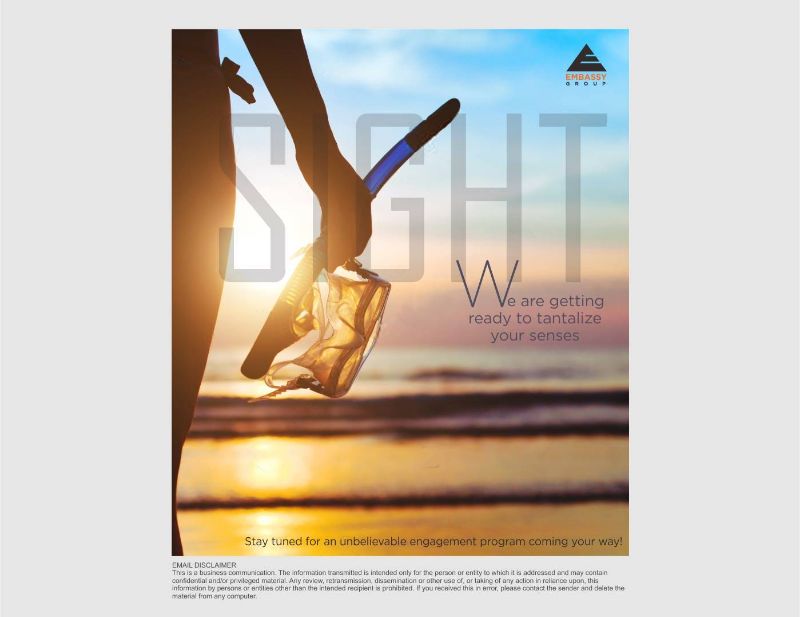 EMBASSY
GROUP
SIGHT
We are getting
ready to tantalize
your senses
Stay tuned for an unbelievable engagement program coming your way!
EMAIL DISCLAIMER
This is a business communication. The information transmitted is intended only for the person or entity to which it is addressed and may contain
confidential and/or privileged material. Any review, retransmission, dissemination or other use of, or taking of any action in reliance upon, this
information by persons or entities other than the intended recipient is prohibited. If you received this in error, please contact the sender and delete the
material from any computer.